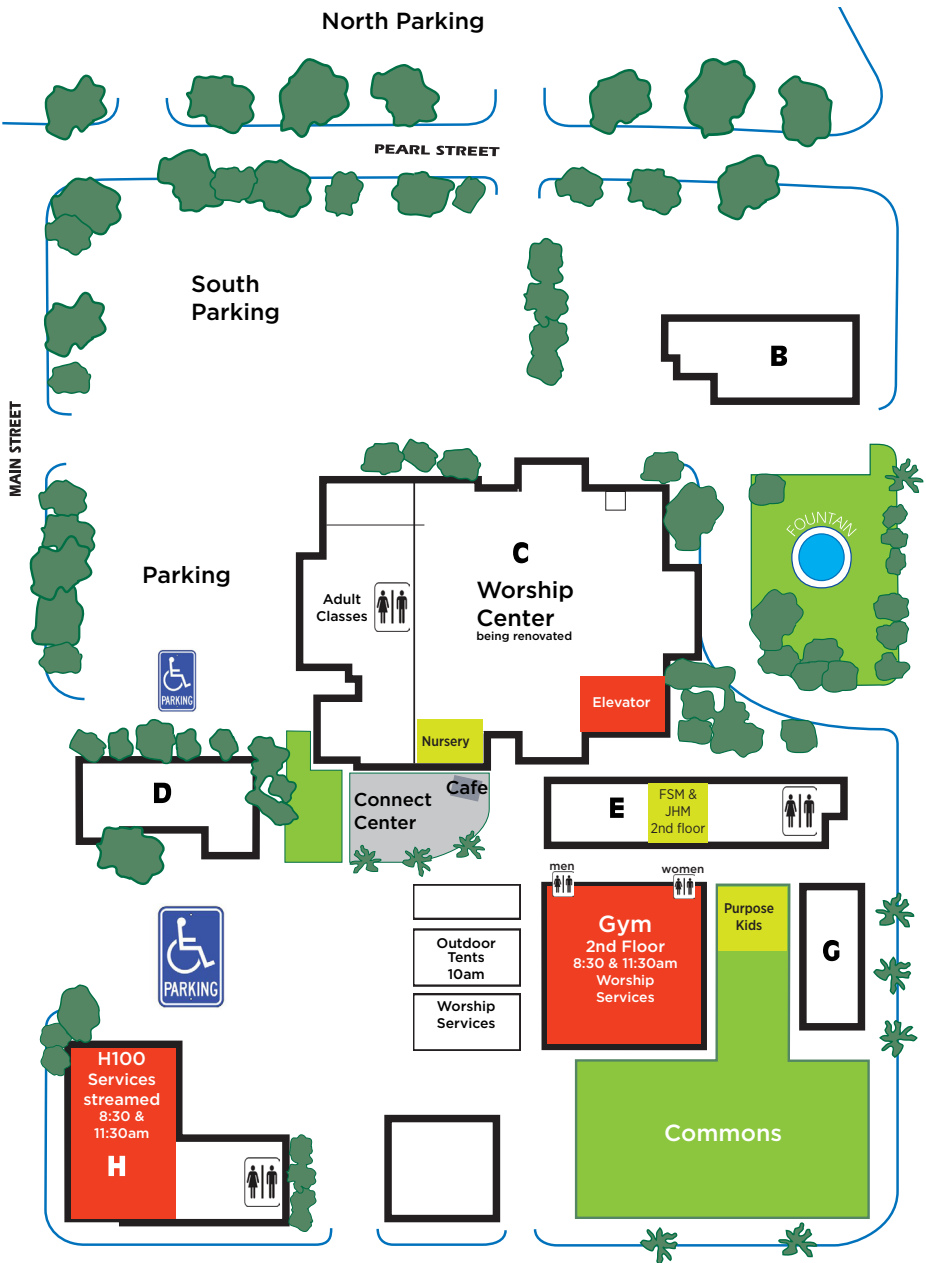 North Parking
PEARL STREET
South
Parking
B
MAIN STREET
FOUNTAIN
C
Worship
Center
being renovated
Adult
Classes
Parking
PARKING
Elevator
Nursery
D
Cafe
Connect
Center
E
FSM &
JHM
2nd floor
men
women
Gym
2nd Floor
8:30 & 11:30am
Worship
Services
Purpose
Kids
G
Outdoor
Tents
10am
Worship
Services
PARKING
H100
Services
streamed
8:30 &
11:30am
H
Commons